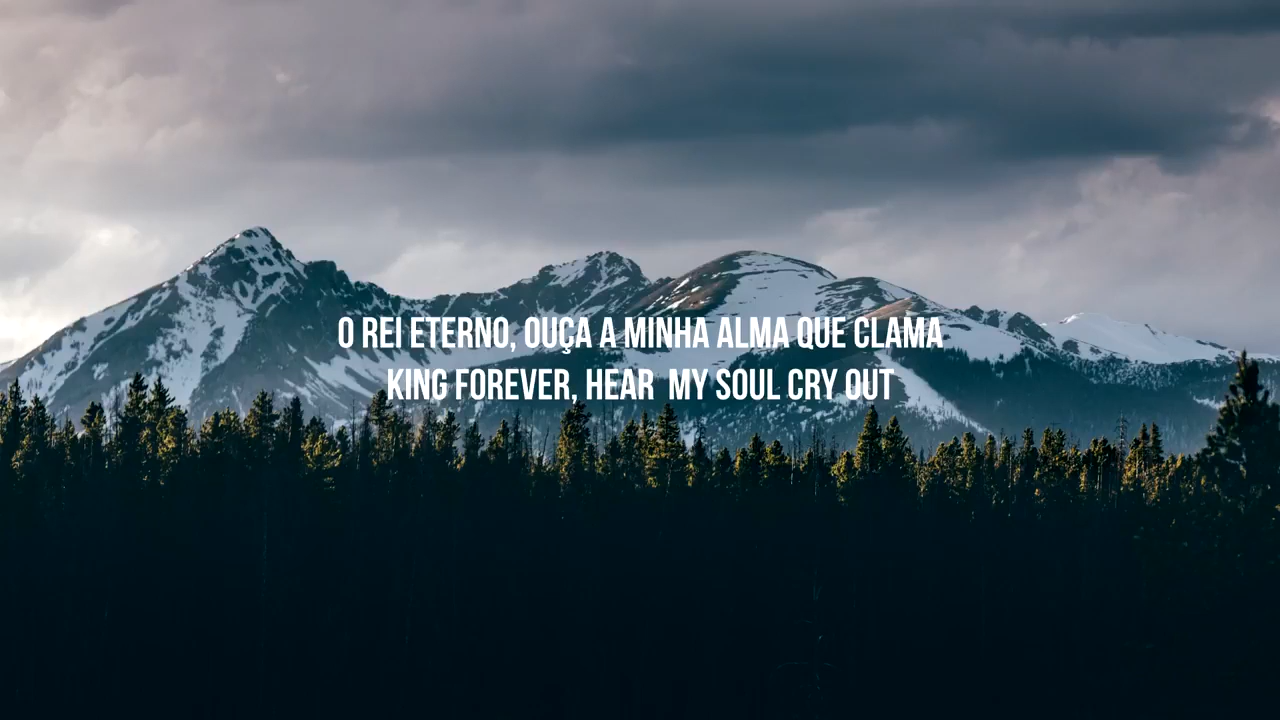 O REI ETERNO, OUÇA A MINHA ALMA QUE CLAMA
KING FOREVER, HEAR  MY SOUL CRY OUT